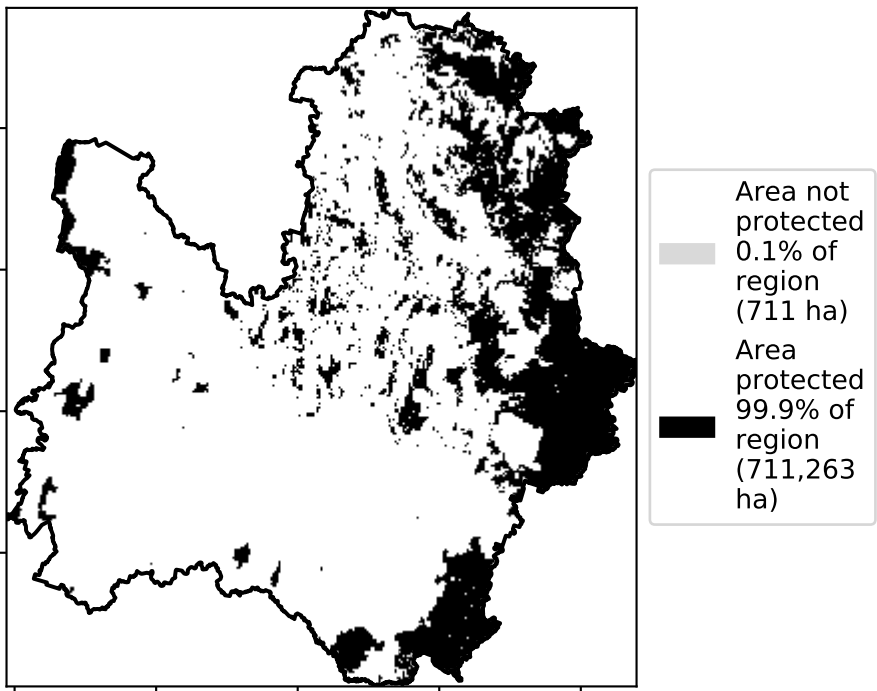 Area not
protected
0.1% of
region
(711 ha)
Area
protected
99.9% of
region
(711,263
ha)